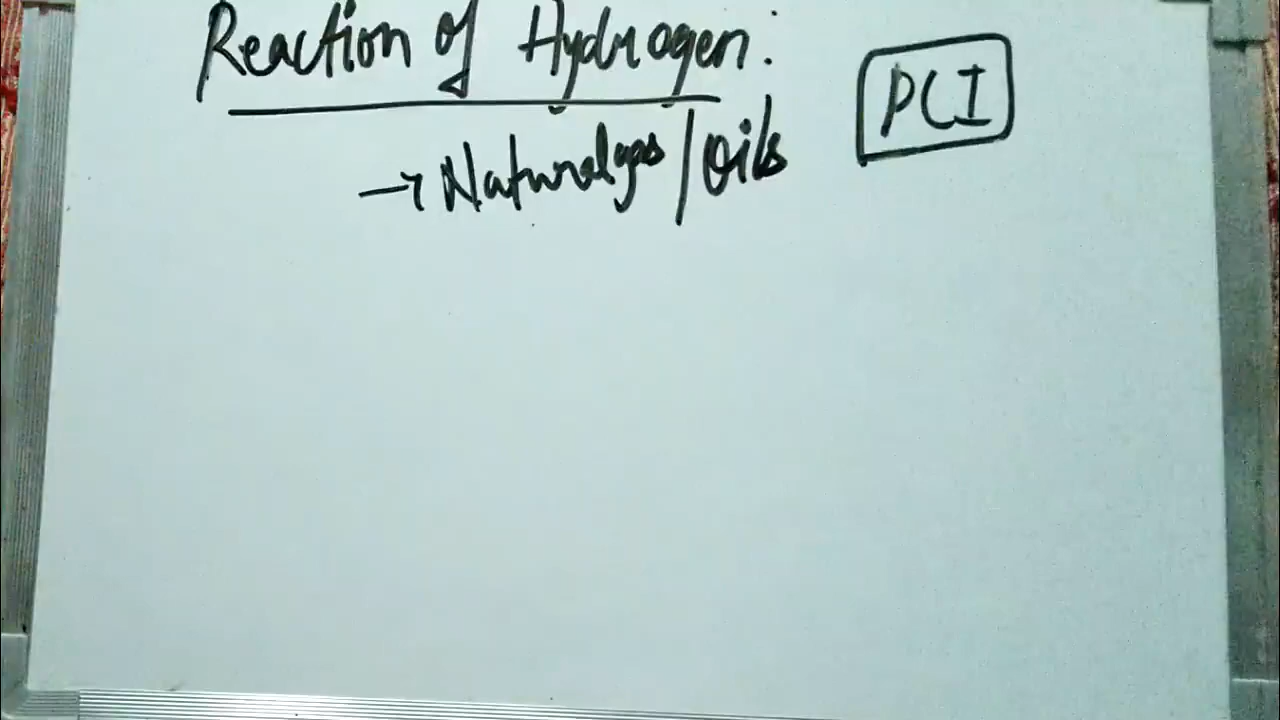 Reaction of Hydrogen:
PCI
→ Naturalgas/Oils